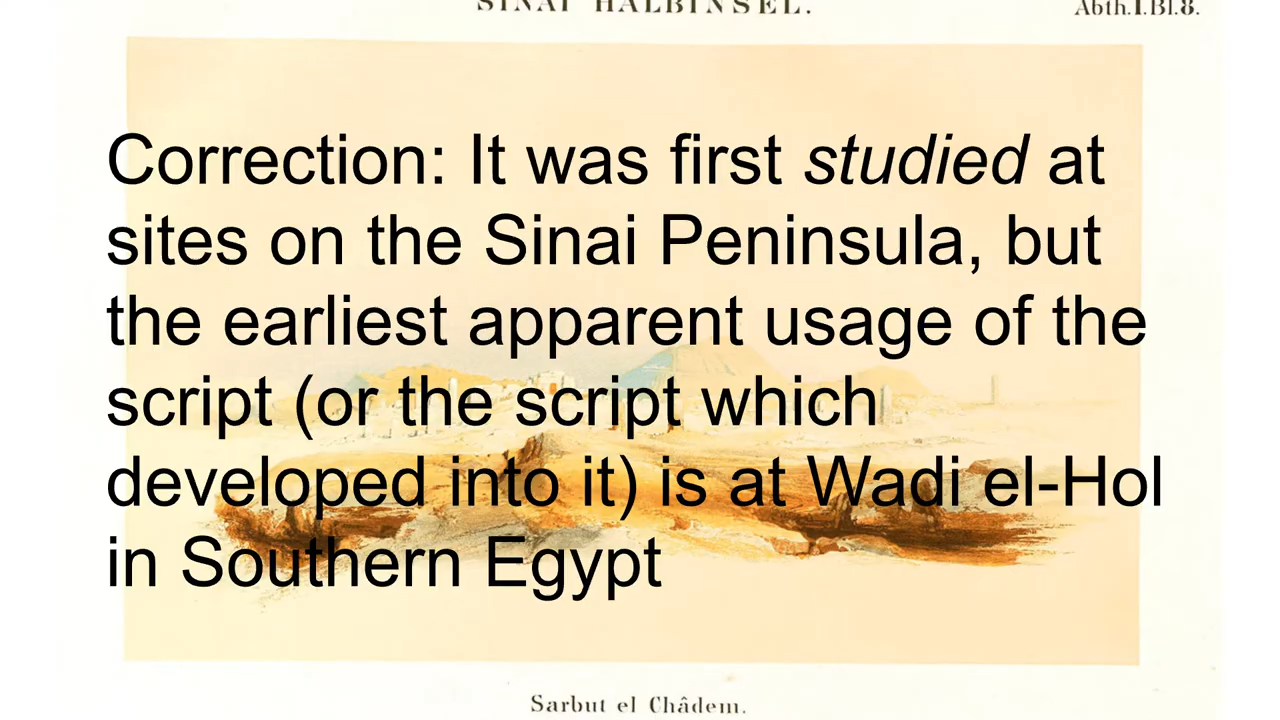 SINAI HALBINSEL.
Abth.I.Bl.8.
Correction: It was first studied at
sites on the Sinai Peninsula, but
the earliest apparent usage of the
script (or the script which
developed into it) is at Wadi el-Hol
in Southern Egypt
Sarbut el Châdem.